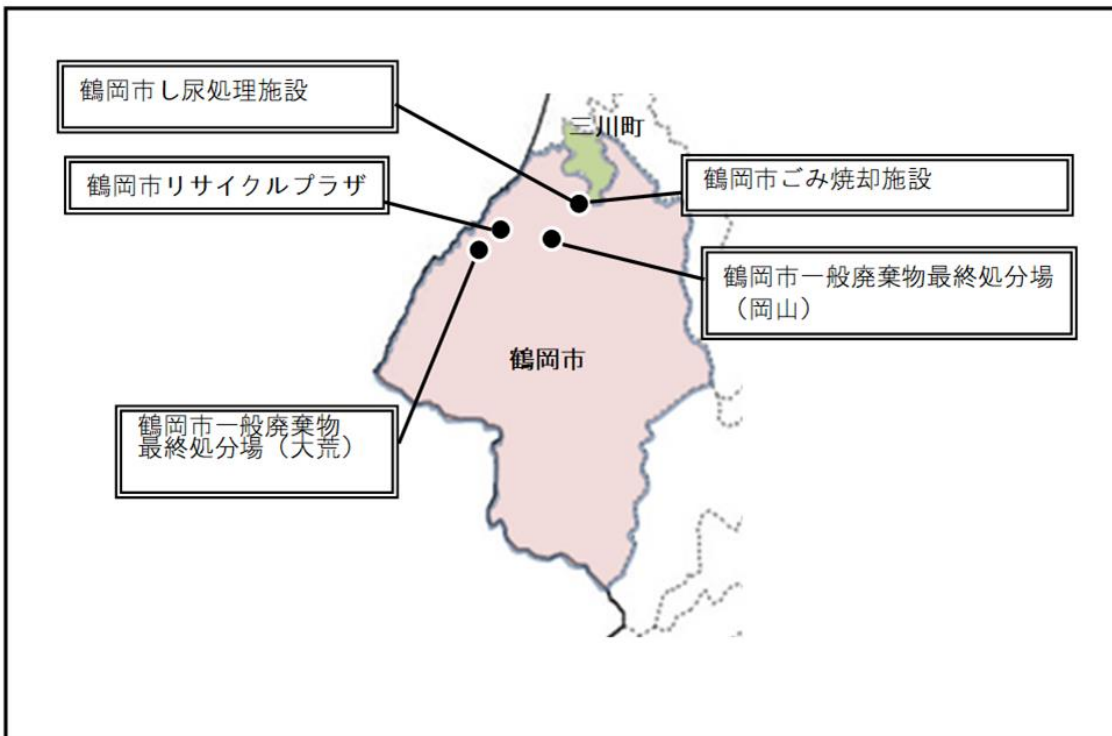 鶴岡市し尿処理施設
三川町
鶴岡市リサイクルプラザ
鶴岡市ごみ焼却施設
鶴岡市一般廃棄物最終処分場
（岡山）
鶴岡市
鶴岡市一般廃棄物
最終処分場（大荒）